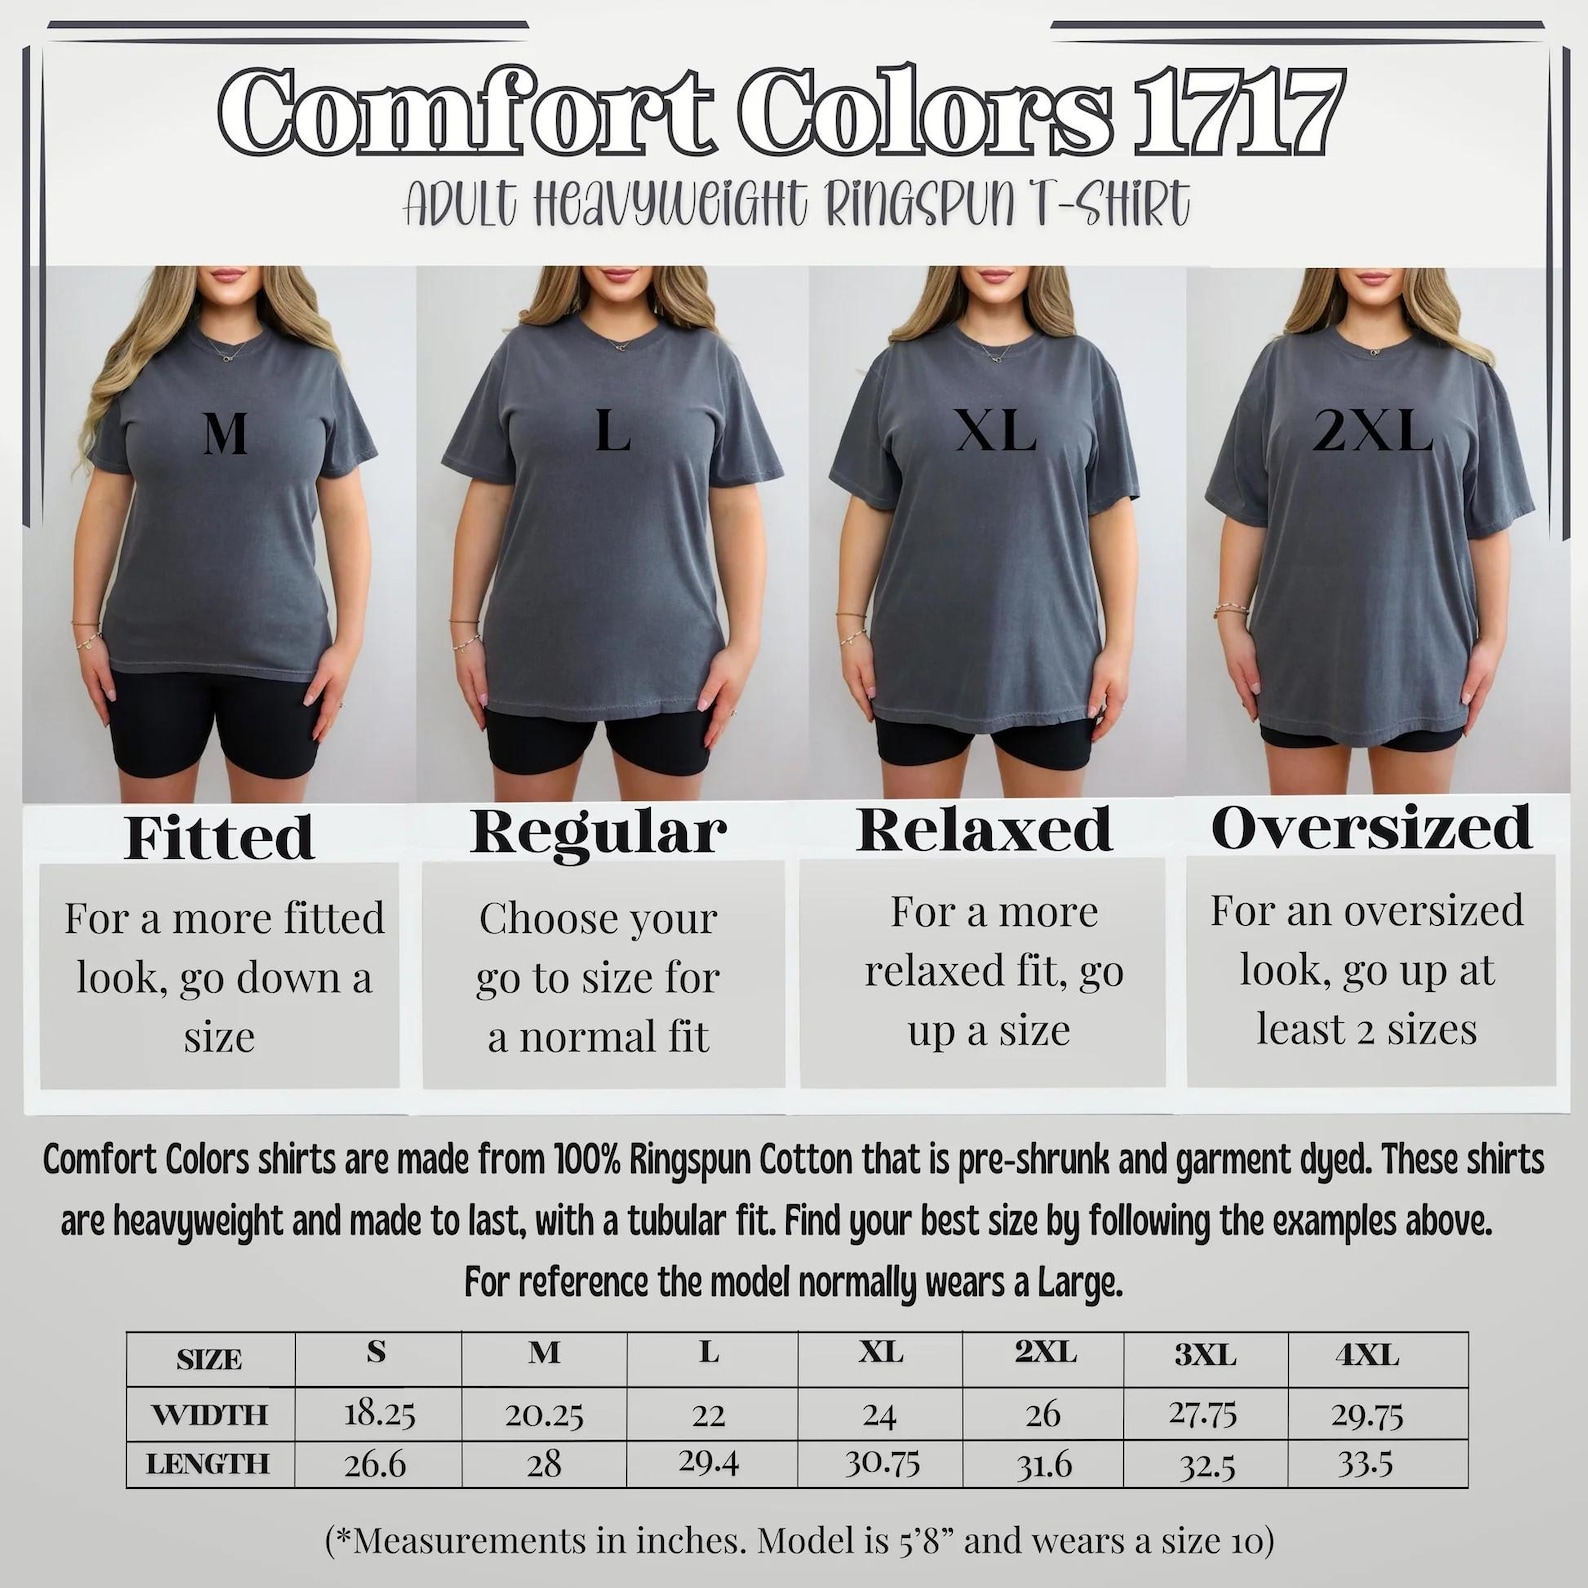 Comfort Colors 1717
ADULT HEAVYWEIGHT RINGSPUN T-SHIRT
M
L
XL
2XL
Fitted
For a more fitted
look, go down a
size
Regular
Choose your
go to size for
a normal fit
Relaxed
For a more
relaxed fit, go
up a size
Oversized
For an oversized
look, go up at
least 2 sizes
Comfort Colors shirts are made from 100% Ringspun Cotton that is pre-shrunk and garment dyed. These shirts
are heavyweight and made to last, with a tubular fit. Find your best size by following the examples above.
For reference the model normally wears a Large.
SIZE S M L XL 2XL 3XL 4XL
WIDTH 18.25 20.25 22 24 26 27.75 29.75
LENGTH 26.6 28 29.4 30.75 31.6 32.5 33.5
(*Measurements in inches. Model is 5'8” and wears a size 10)